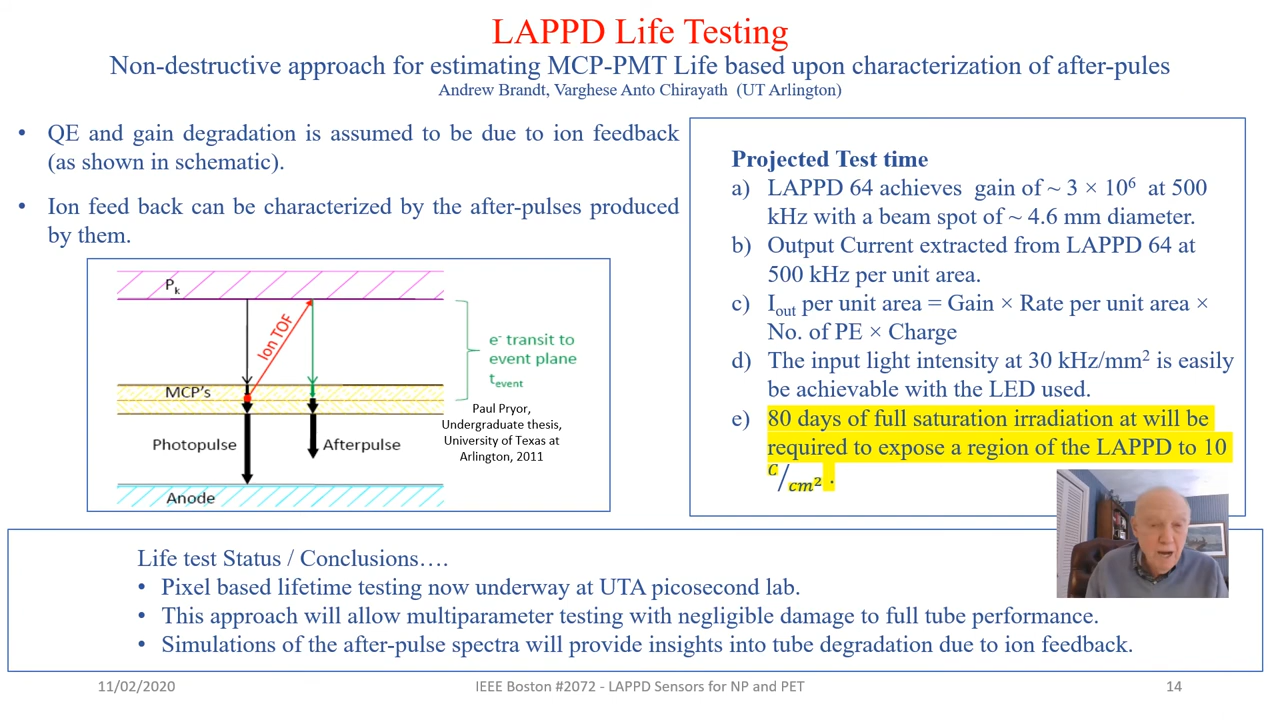 LAPPD Life Testing
Non-destructive approach for estimating MCP-PMT Life based upon characterization of after-pules
Andrew Brandt, Varghese Anto Chirayath (UT Arlington)
• QE and gain degradation is assumed to be due to ion feedback
(as shown in schematic).
• Ion feed back can be characterized by the after-pulses produced
by them.
Pk
Ion TOF
e- transit to
event plane
tevent
MCP's
Paul Pryor,
Undergraduate thesis,
University of Texas at
Arlington, 2011
Photopulse
Afterpulse
Anode
Projected Test time
a) LAPPD 64 achieves gain of ~ 3 × 10⁶ at 500
kHz with a beam spot of ~ 4.6 mm diameter.
b) Output Current extracted from LAPPD 64 at
500 kHz per unit area.
c) Iout per unit area = Gain × Rate per unit area ×
No. of PE × Charge
d) The input light intensity at 30 kHz/mm² is easily
be achievable with the LED used.
e) 80 days of full saturation irradiation at will be
required to expose a region of the LAPPD to 10
C/cm² .
Life test Status / Conclusions….
• Pixel based lifetime testing now underway at UTA picosecond lab.
• This approach will allow multiparameter testing with negligible damage to full tube performance.
• Simulations of the after-pulse spectra will provide insights into tube degradation due to ion feedback.
11/02/2020
IEEE Boston #2072 - LAPPD Sensors for NP and PET
14